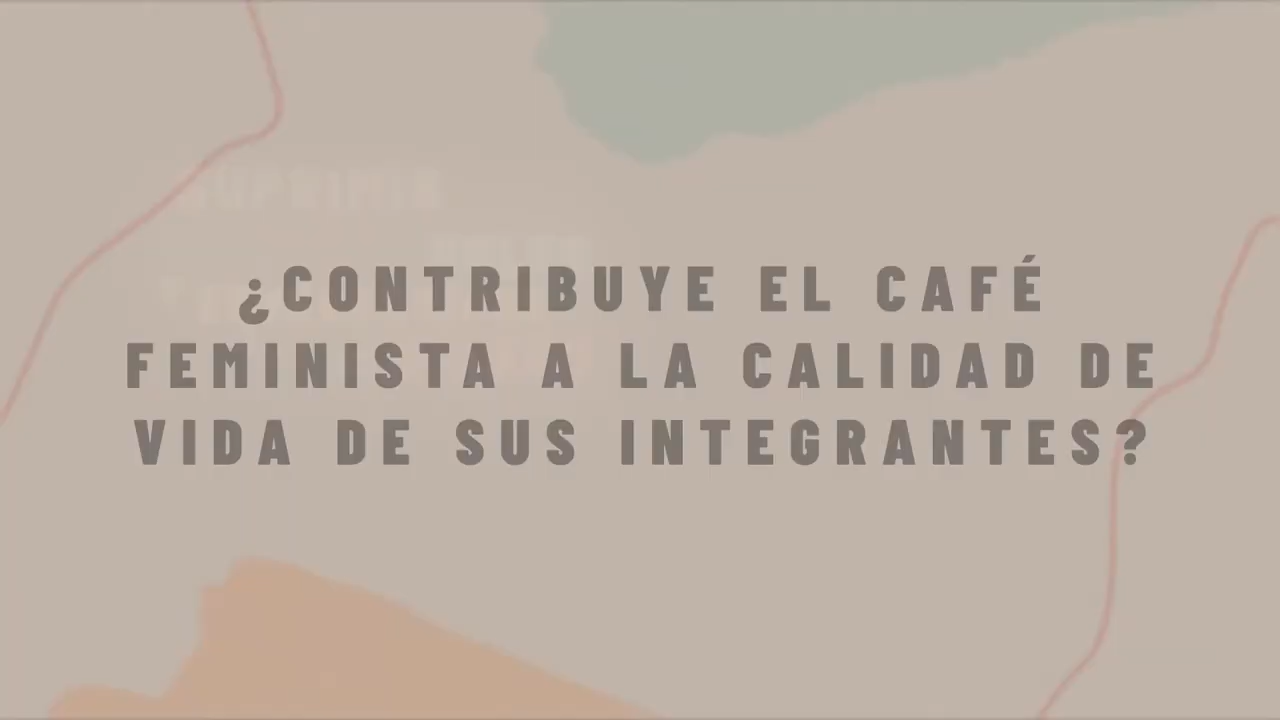 ¿CONTRIBUYE EL CAFÉ
FEMINISTA A LA CALIDAD DE
VIDA DE SUS INTEGRANTES?